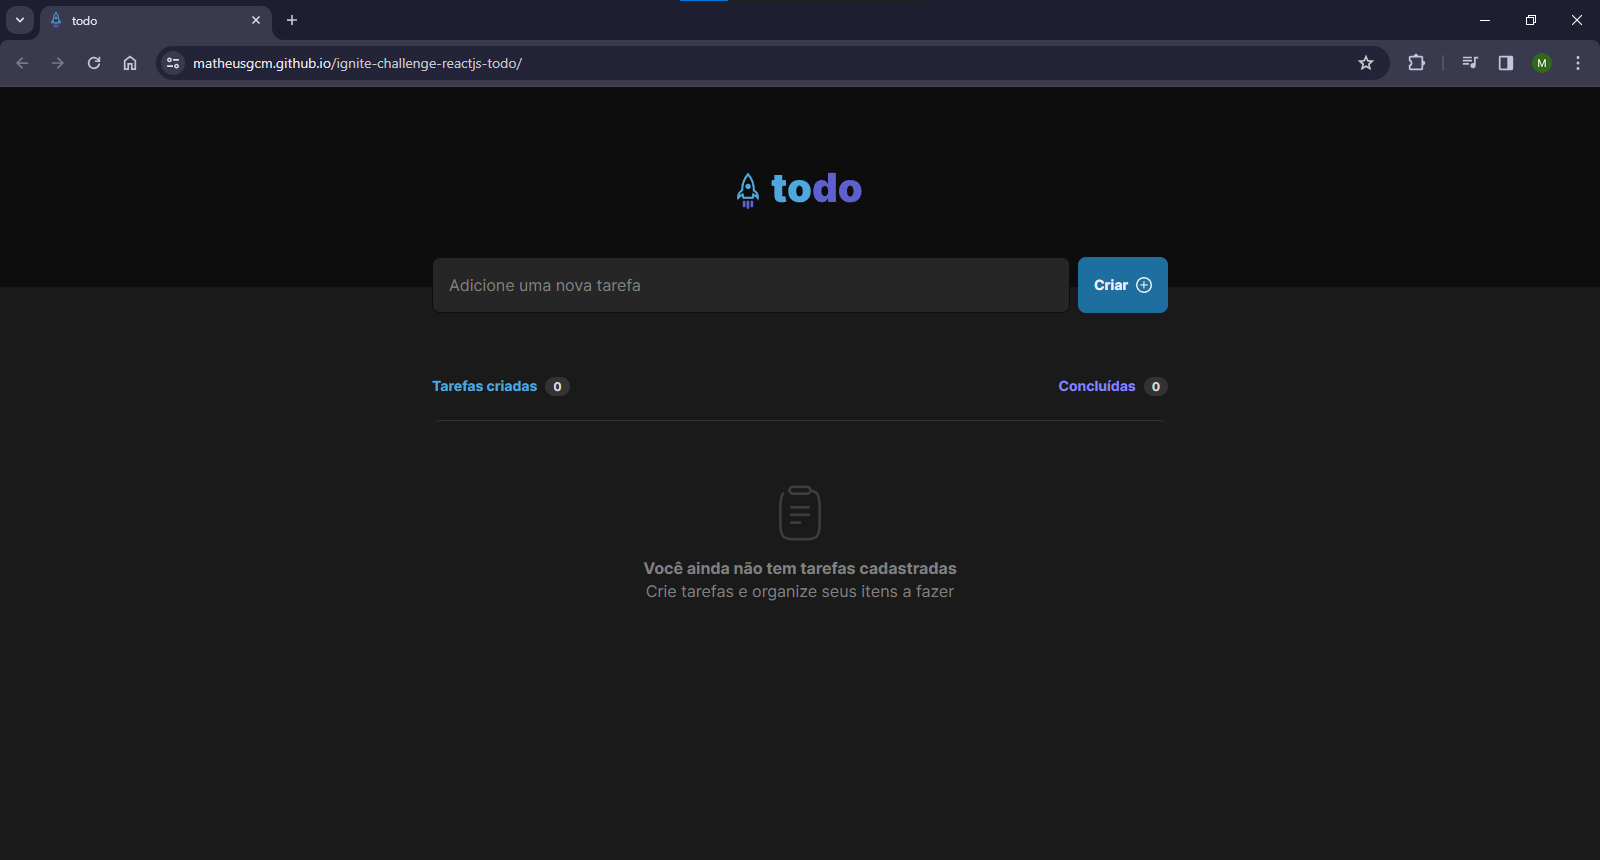 todo
matheusgcm.github.io/ignite-challenge-reactjs-todo/
M
todo
Adicione uma nova tarefa
Criar
Tarefas criadas 0
Concluídas 0
Você ainda não tem tarefas cadastradas
Crie tarefas e organize seus itens a fazer